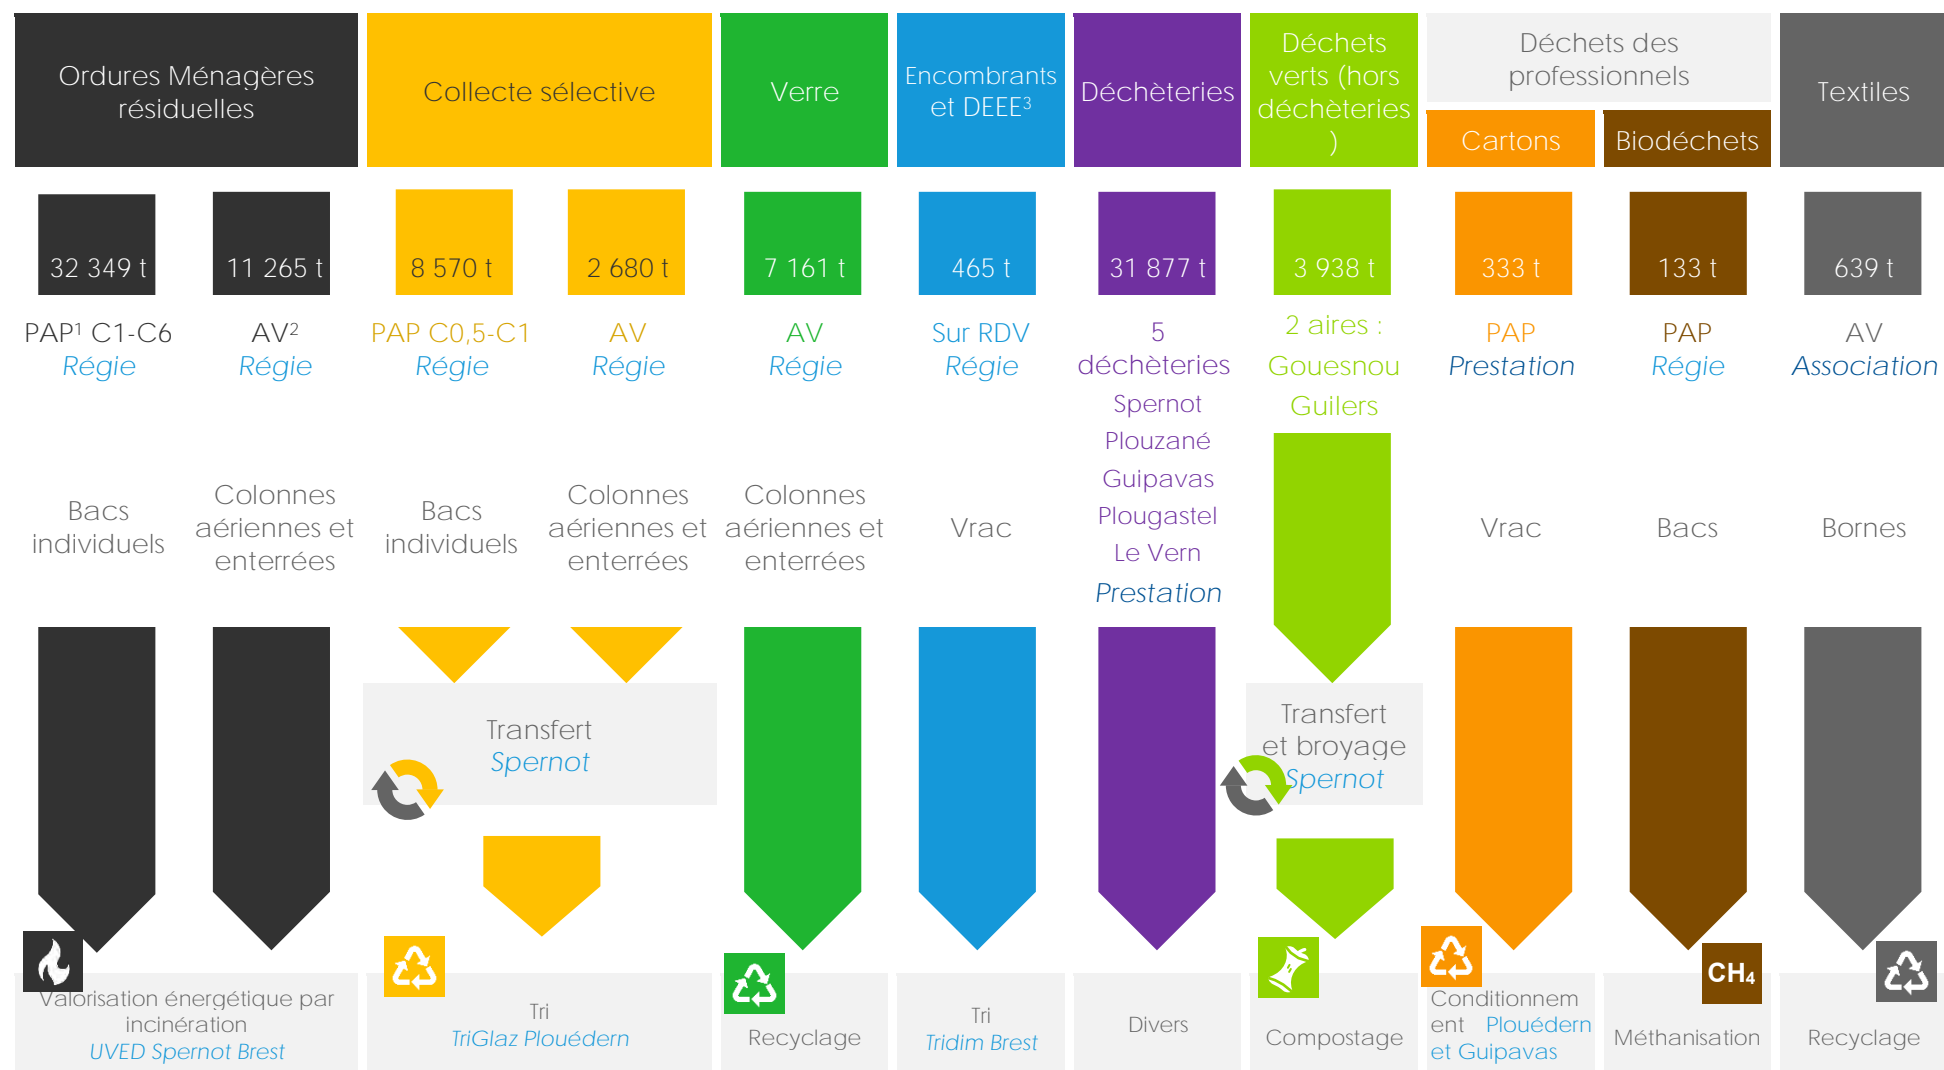 Ordures Ménagères
résiduelles
Collecte sélective
Verre
Encombrants
et DEEE³
Déchèteries
Déchets
verts (hors
déchèteries
)
Déchets des
professionnels
Cartons
Biodéchets
Textiles
32 349 t
11 265 t
8 570 t
2 680 t
7 161 t
465 t
31 877 t
3 938 t
333 t
133 t
639 t
PAP¹ C1-C6
Régie
AV²
Régie
PAP C0,5-C1
Régie
AV
Régie
AV
Régie
Sur RDV
Régie
5
déchèteries
Spernot
Plouzané
Guipavas
Plougastel
Le Vern
Prestation
2 aires :
Gouesnou
Guilers
PAP
Prestation
PAP
Régie
AV
Association
Bacs
individuels
Colonnes
aériennes et
enterrées
Bacs
individuels
Colonnes
aériennes et
enterrées
Colonnes
aériennes et
enterrées
Vrac
Vrac
Bacs
Bornes
Transfert
Spernot
Transfert
et broyage
Spernot
CH₄
Valorisation énergétique par
incinération
UVED Spernot Brest
Tri
TriGlaz Plouédern
Recyclage
Tri
Tridim Brest
Divers
Compostage
Conditionnem
ent Plouédern
et Guipavas
Méthanisation
Recyclage